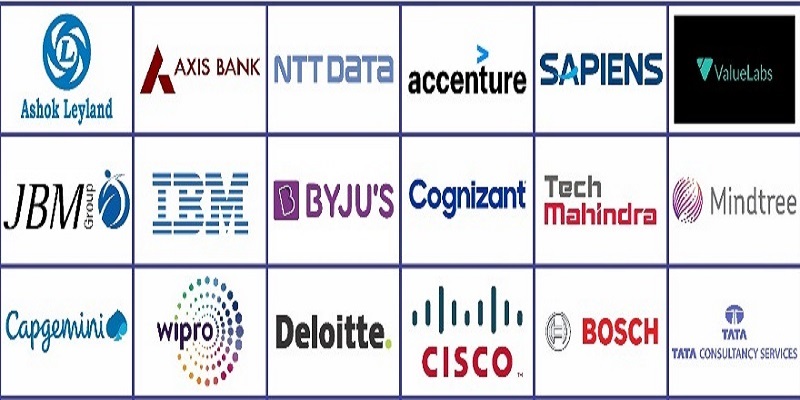 Ashok Leyland
AXIS BANK
NTT DATA
accenture
SAPIENS
ValueLabs
JBM Group
IBM
BYJU'S
Cognizant
Tech
Mahindra
Mindtree
Capgemini
wipro
Deloitte.
CISCO
BOSCH
TATA
TATA CONSULTANCY SERVICES